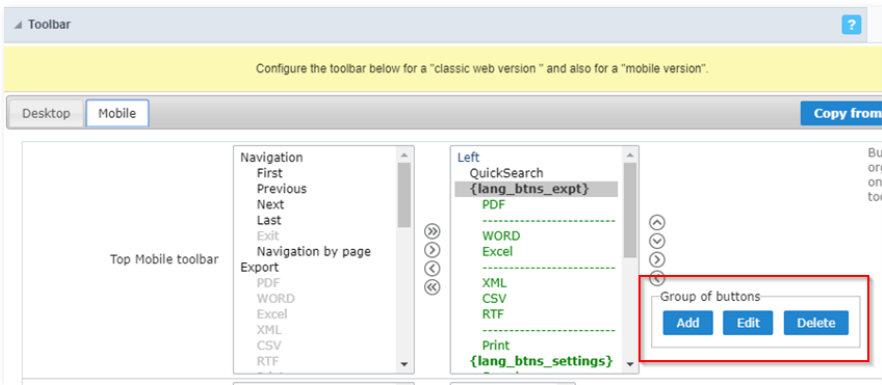 Toolbar
?
Configure the toolbar below for a "classic web version " and also for a "mobile version".
Desktop
Mobile
Copy from
Top Mobile toolbar
Navigation
First
Previous
Next
Last
Exit
Navigation by page
Export
PDF
WORD
Excel
XML
CSV
RTF
Left
QuickSearch
{lang_btns_expt}
PDF
-------------------------
WORD
Excel
-------------------------
XML
CSV
RTF
-------------------------
Print
{lang_btns_settings}
Bu
on
Group of buttons
Add
Edit
Delete